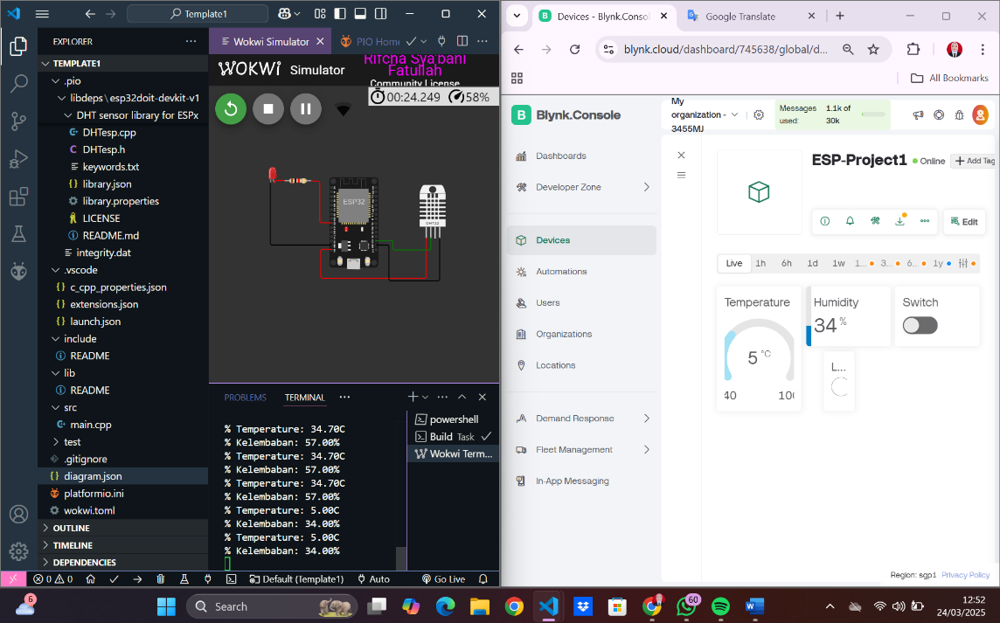 Template1
EXPLORER
TEMPLATE1
.pio
libdeps\esp32doit-devkit-v1
DHT sensor library for ESPx
DHTesp.cpp
DHTesp.h
keywords.txt
library.json
library.properties
LICENSE
README.md
integrity.dat
.vscode
c_cpp_properties.json
extensions.json
launch.json
include
README
lib
README
src
main.cpp
test
.gitignore
diagram.json
platformio.ini
wokwi.toml
OUTLINE
TIMELINE
DEPENDENCIES
Wokwi Simulator
PIO Home
WOKWI Simulator
Rifcha Sya'bani
Fatullah
Community License
00:24.249 58%
ESP32
DHT22
PROBLEMS TERMINAL
% Temperature: 34.70C
% Kelembaban: 57.00%
% Temperature: 34.70C
% Kelembaban: 57.00%
% Temperature: 34.70C
% Kelembaban: 57.00%
% Temperature: 5.00C
% Kelembaban: 34.00%
% Temperature: 5.00C
% Kelembaban: 34.00%
powershell
Build Task
Wokwi Term...
0 0 Default (Template1) Auto Go Live
Devices - Blynk.Consol
Google Translate
blynk.cloud/dashboard/745638/global/d...
All Bookmarks
B Blynk.Console
Dashboards
Developer Zone
Devices
Automations
Users
Organizations
Locations
Demand Response
Fleet Management
In-App Messaging
My
organization -
3455MJ
Messages used: 1.1k of 30k
ESP-Project1 Online Add Tag
Edit
Live 1h 6h 1d 1w 1... 3... 6... 1y
Temperature
5 °C
40 100
Humidity
34 %
Switch
L...
Region: sgp1 Privacy Policy
6
Search
60
12:52
24/03/2025